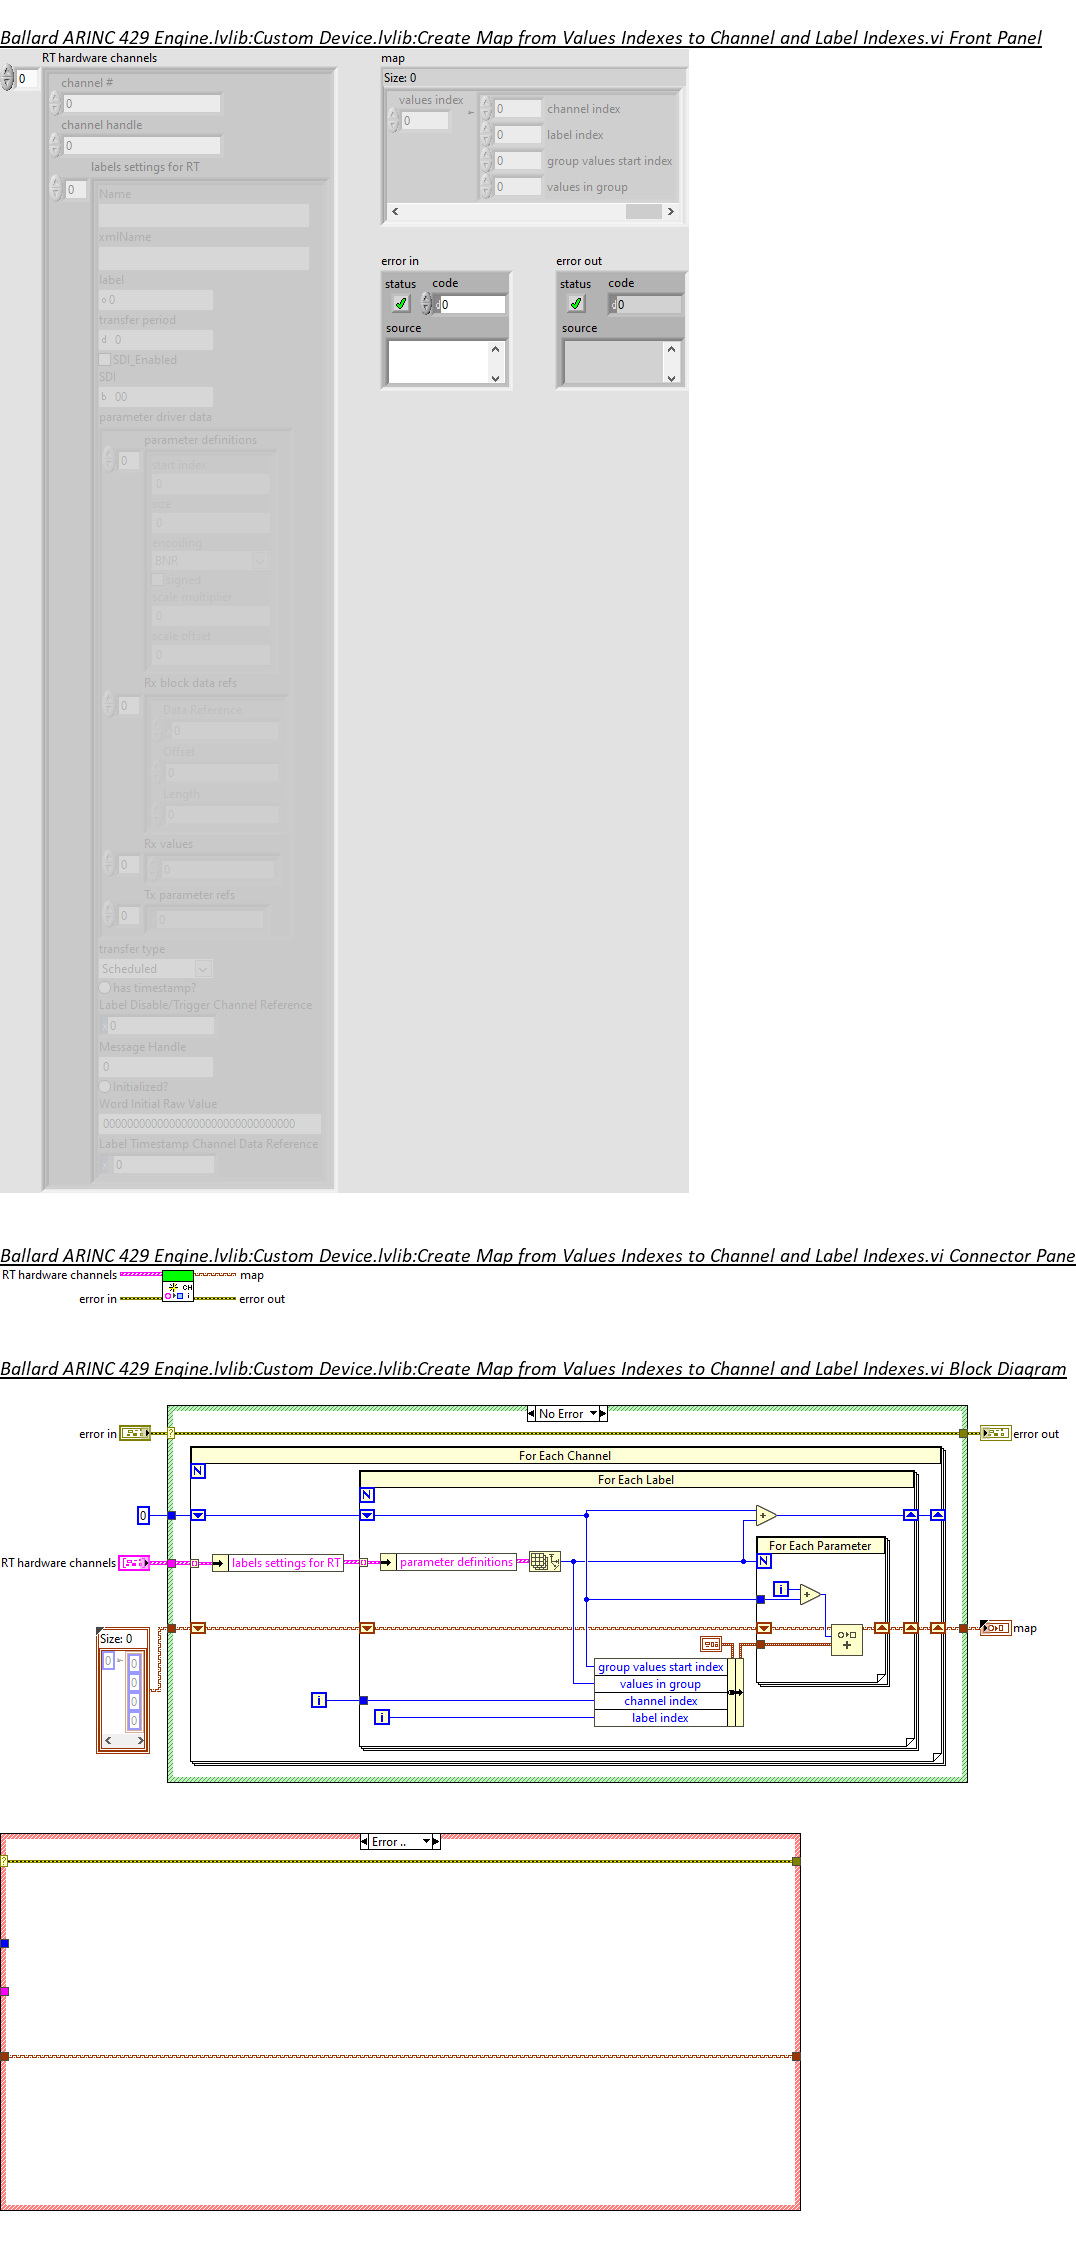 Ballard ARINC 429 Engine.lvlib:Custom Device.lvlib:Create Map from Values Indexes to Channel and Label Indexes.vi Front Panel
RT hardware channels
0
channel #
0
channel handle
0
labels settings for RT
0
Name
xmlName
label
o 0
transfer period
d 0
SDI_Enabled
SDI
b 00
parameter driver data
parameter definitions
0
start index
0
size
0
encoding
BNR
signed
scale multiplier
0
scale offset
0
Rx block data refs
0
Data Reference
0
Offset
0
Length
0
Rx values
0
0
Tx parameter refs
0
0
transfer type
Scheduled
has timestamp?
Label Disable/Trigger Channel Reference
x 0
Message Handle
0
Initialized?
Word Initial Raw Value
00000000000000000000000000000000
Label Timestamp Channel Data Reference
x 0
map
Size: 0
values index
0
0 channel index
0 label index
0 group values start index
0 values in group
error in
status code
d 0
source
error out
status code
d 0
source
Ballard ARINC 429 Engine.lvlib:Custom Device.lvlib:Create Map from Values Indexes to Channel and Label Indexes.vi Connector Pane
RT hardware channels
map
CH
i
error in
error out
Ballard ARINC 429 Engine.lvlib:Custom Device.lvlib:Create Map from Values Indexes to Channel and Label Indexes.vi Block Diagram
No Error
error in
?
error out
For Each Channel
N
For Each Label
N
0
For Each Parameter
N
RT hardware channels
labels settings for RT
parameter definitions
i
map
Size: 0
0
0
0
0
0
group values start index
values in group
channel index
label index
i
i
Error ..
?